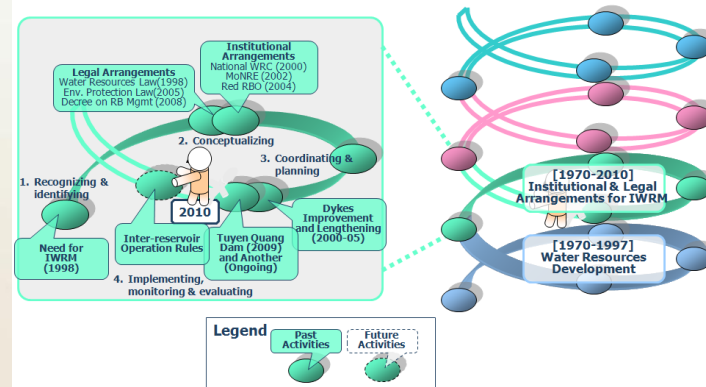 Institutional
Arrangements
National WRC (2000)
MoNRE (2002)
Red RBO (2004)
Legal Arrangements
Water Resources Law(1998)
Env. Protection Law(2005)
Decree on RB Mgmt (2008)
2. Conceptualizing
3. Coordinating &
planning
1. Recognizing &
identifying
2010
Need for
IWRM
(1998)
Inter-reservoir
Operation Rules
Tuyen Quang
Dam (2009)
and Another
(Ongoing)
Dykes
Improvement
and Lengthening
(2000-05)
4. Implementing,
monitoring & evaluating
[1970-2010]
Institutional & Legal
Arrangements for IWRM
[1970-1997]
Water Resources
Development
Legend
Past
Activities
Future
Activities